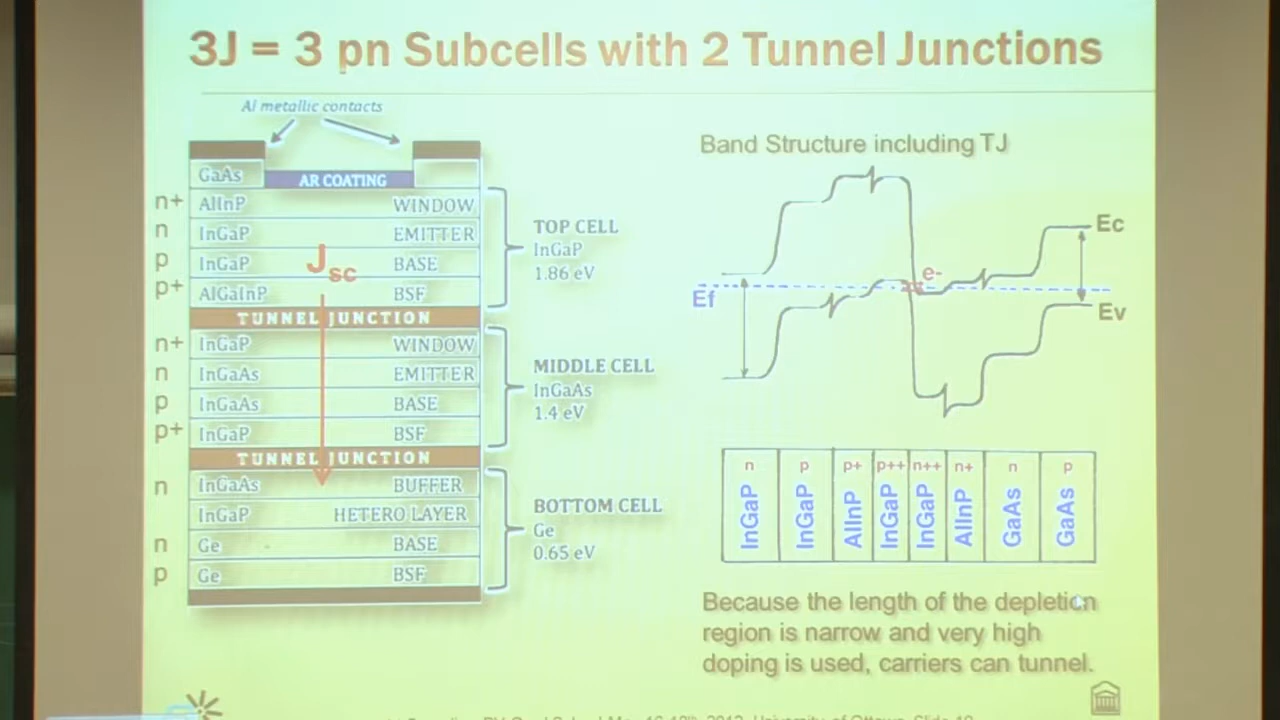 3J = 3 pn Subcells with 2 Tunnel Junctions
Al metallic contacts
GaAs
AR COATING
n+ AlInP WINDOW
n InGaP EMITTER
p InGaP BASE
p+ AlGaInP BSF
Jsc
TOP CELL
InGaP
1.86 eV
TUNNEL JUNCTION
n+ InGaP WINDOW
n InGaAs EMITTER
p InGaAs BASE
p+ InGaP BSF
MIDDLE CELL
InGaAs
1.4 eV
TUNNEL JUNCTION
n InGaAs BUFFER
InGaP HETERO LAYER
n Ge BASE
p Ge BSF
BOTTOM CELL
Ge
0.65 eV
Band Structure including TJ
Ec
e-
Ef
Ev
n p p+ p++ n++ n+ n p
InGaP InGaP AlInP InGaP InGaP AlInP GaAs GaAs
Because the length of the depletion
region is narrow and very high
doping is used, carriers can tunnel.